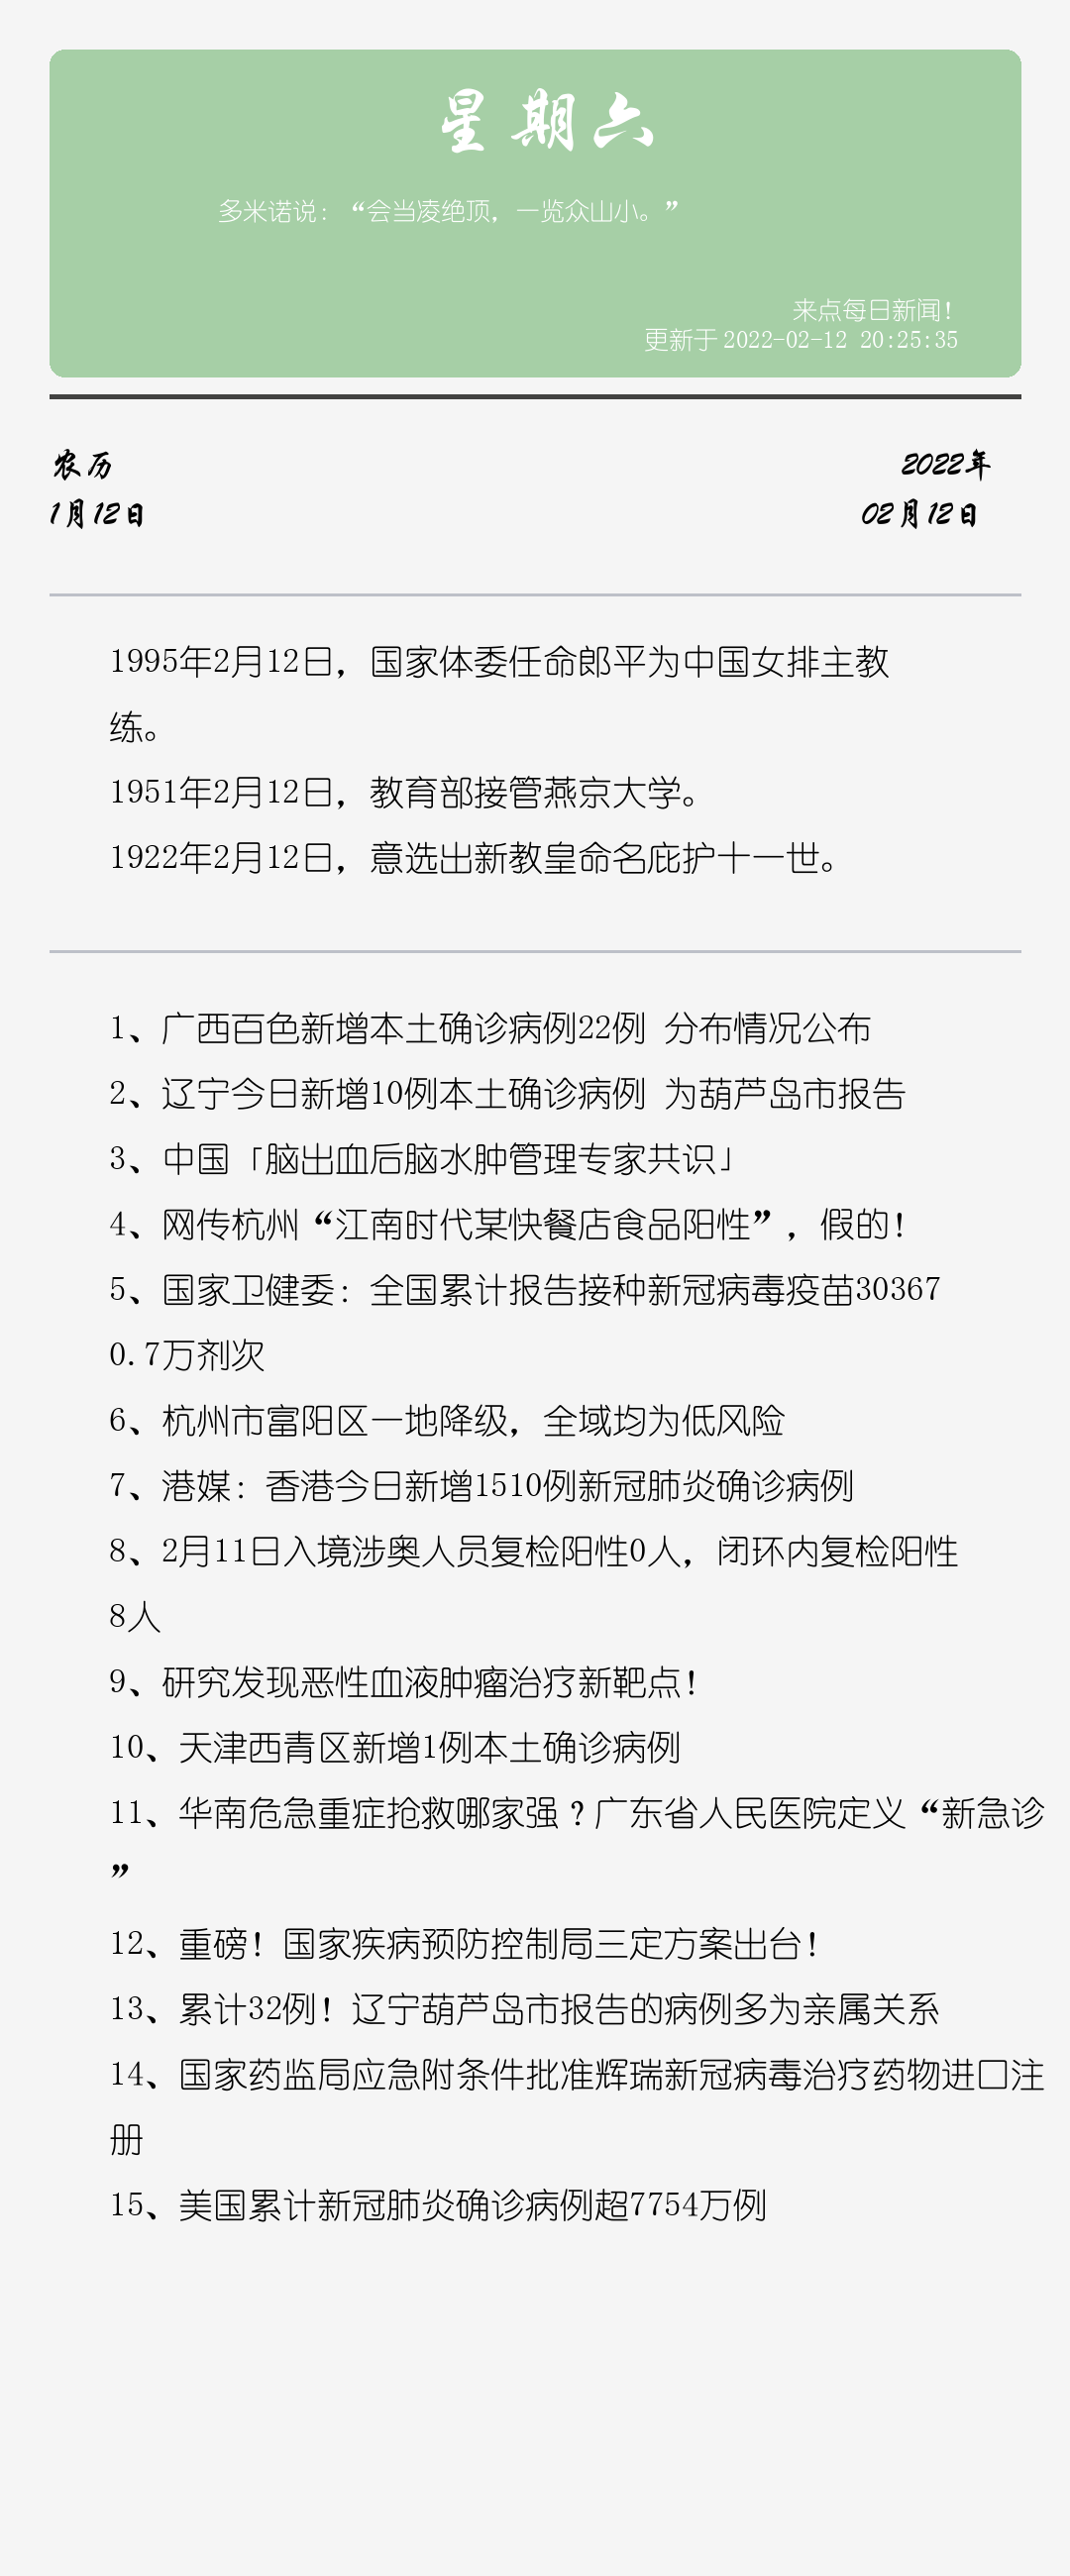 星期六
多米诺说：“会当凌绝顶，一览众山小。”
来点每日新闻！
更新于 2022-02-12 20:25:35
农历
2022年
1月12日
02月12日
1995年2月12日，国家体委任命郎平为中国女排主教
练。
1951年2月12日，教育部接管燕京大学。
1922年2月12日，意选出新教皇命名庇护十一世。
1、广西百色新增本土确诊病例22例 分布情况公布
2、辽宁今日新增10例本土确诊病例 为葫芦岛市报告
3、中国「脑出血后脑水肿管理专家共识」
4、网传杭州“江南时代某快餐店食品阳性”，假的！
5、国家卫健委：全国累计报告接种新冠病毒疫苗30367
0.7万剂次
6、杭州市富阳区一地降级，全域均为低风险
7、港媒：香港今日新增1510例新冠肺炎确诊病例
8、2月11日入境涉奥人员复检阳性0人，闭环内复检阳性
8人
9、研究发现恶性血液肿瘤治疗新靶点！
10、天津西青区新增1例本土确诊病例
11、华南危急重症抢救哪家强？广东省人民医院定义“新急诊
”
12、重磅！国家疾病预防控制局三定方案出台！
13、累计32例！辽宁葫芦岛市报告的病例多为亲属关系
14、国家药监局应急附条件批准辉瑞新冠病毒治疗药物进口注
册
15、美国累计新冠肺炎确诊病例超7754万例